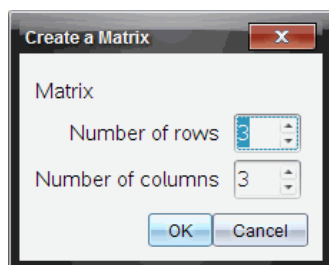 Create a Matrix
Matrix
Number of rows 3
Number of columns 3
OK Cancel